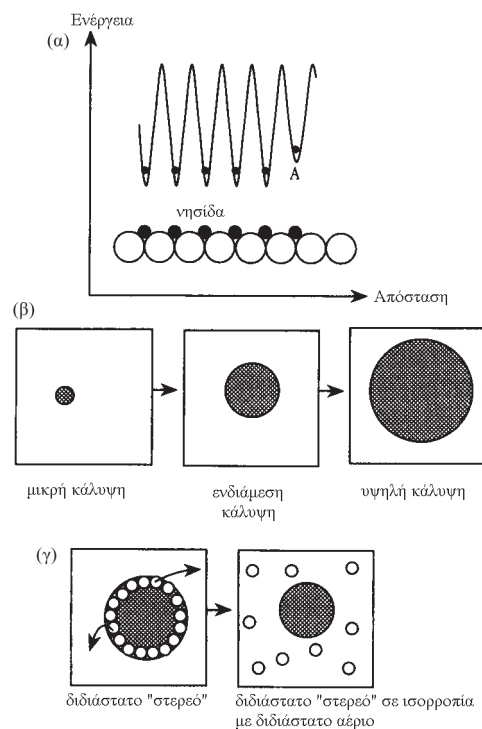 Ενέργεια
(α)
Α
νησίδα
Απόσταση
(β)
μικρή κάλυψη
ενδιάμεση
κάλυψη
υψηλή κάλυψη
(γ)
διδιάστατο "στερεό"
διδιάστατο "στερεό" σε ισορροπία
με διδιάστατο αέριο